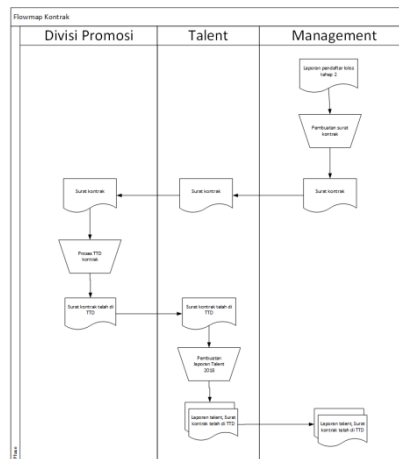 Flowmap Kontrak
Divisi Promosi
Talent
Management
Laporan pendaftar lolos
tahap 2
Pembuatan surat
kontrak
Surat kontrak
Surat kontrak
Surat kontrak
Proses TTD
kontrak
Surat kontrak telah di
TTD
Surat kontrak telah di
TTD
Pembuatan
laporan Talent
2018
Laporan talent, Surat
kontrak telah di TTD
Laporan talent, Surat
kontrak telah di TTD
Phase